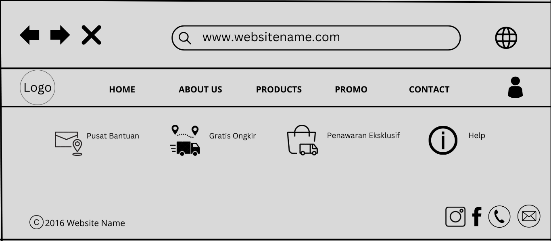 www.websitename.com
Logo
HOME
ABOUT US
PRODUCTS
PROMO
CONTACT
Pusat Bantuan
Gratis Ongkir
Penawaran Eksklusif
Help
© 2016 Website Name